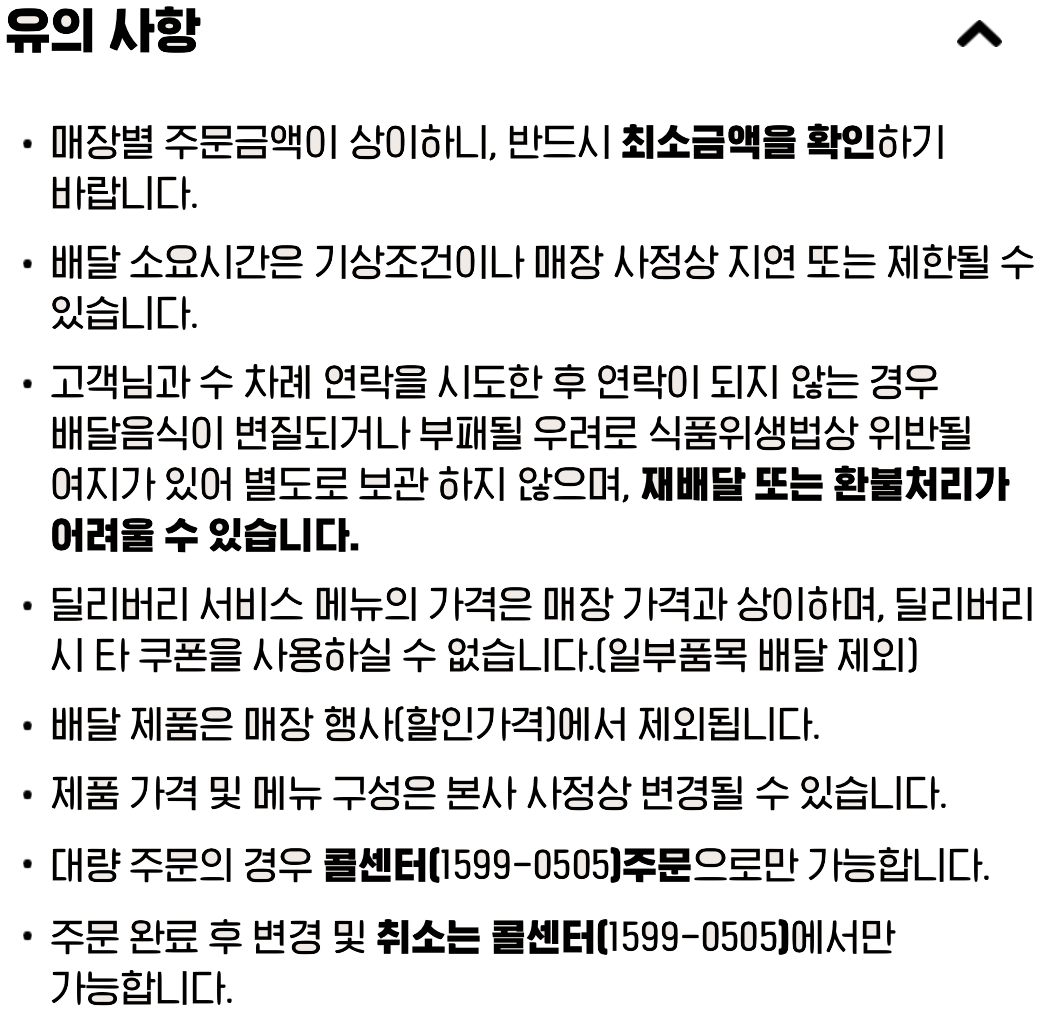 유의 사항
• 매장별 주문금액이 상이하니, 반드시 최소금액을 확인하기
바랍니다.
• 배달 소요시간은 기상조건이나 매장 사정상 지연 또는 제한될 수
있습니다.
• 고객님과 수 차례 연락을 시도한 후 연락이 되지 않는 경우
배달음식이 변질되거나 부패될 우려로 식품위생법상 위반될
여지가 있어 별도로 보관 하지 않으며, 재배달 또는 환불처리가
어려울 수 있습니다.
• 딜리버리 서비스 메뉴의 가격은 매장 가격과 상이하며, 딜리버리
시 타 쿠폰을 사용하실 수 없습니다.(일부품목 배달 제외)
• 배달 제품은 매장 행사(할인가격)에서 제외됩니다.
• 제품 가격 및 메뉴 구성은 본사 사정상 변경될 수 있습니다.
• 대량 주문의 경우 콜센터(1599-0505)주문으로만 가능합니다.
• 주문 완료 후 변경 및 취소는 콜센터(1599-0505)에서만
가능합니다.